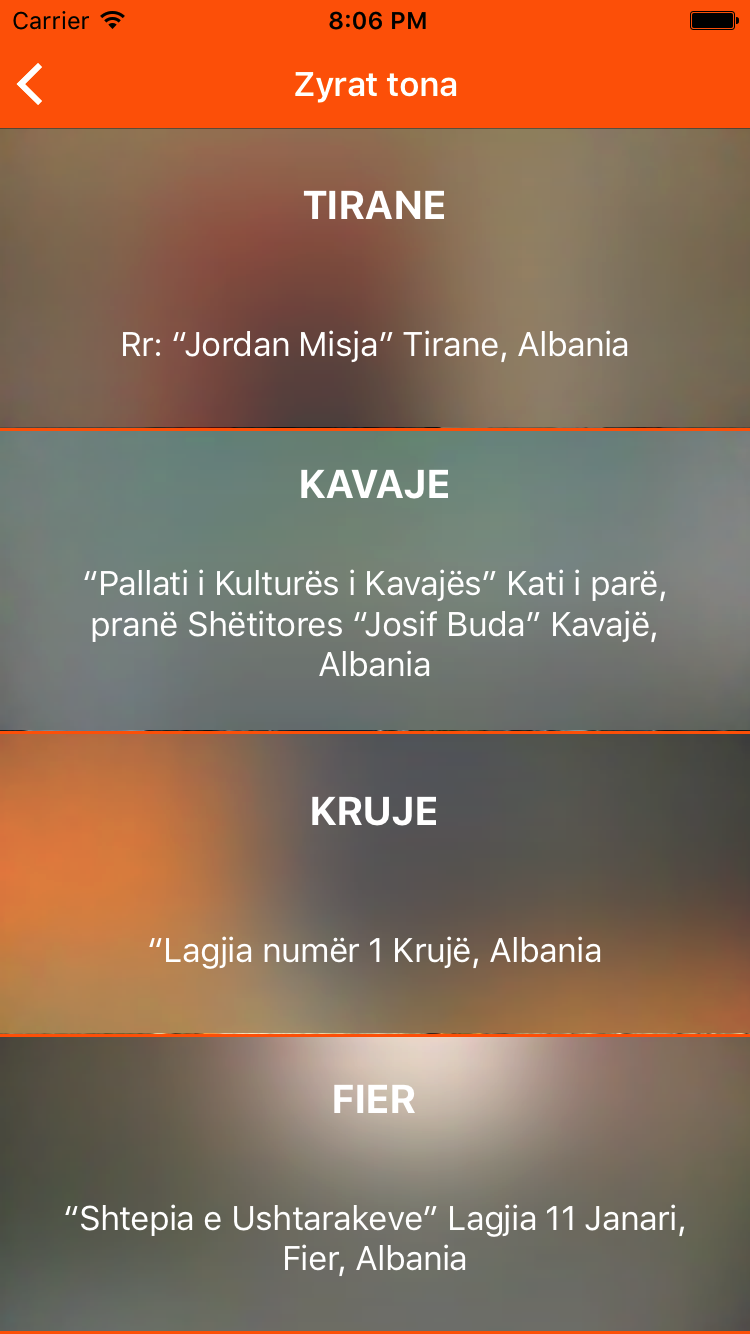 Carrier 8:06 PM
Zyrat tona
TIRANE
Rr: “Jordan Misja” Tirane, Albania
KAVAJE
“Pallati i Kulturës i Kavajës” Kati i parë,
pranë Shëtitores “Josif Buda” Kavajë,
Albania
KRUJE
“Lagjia numër 1 Krujë, Albania
FIER
“Shtepia e Ushtarakeve” Lagjia 11 Janari,
Fier, Albania